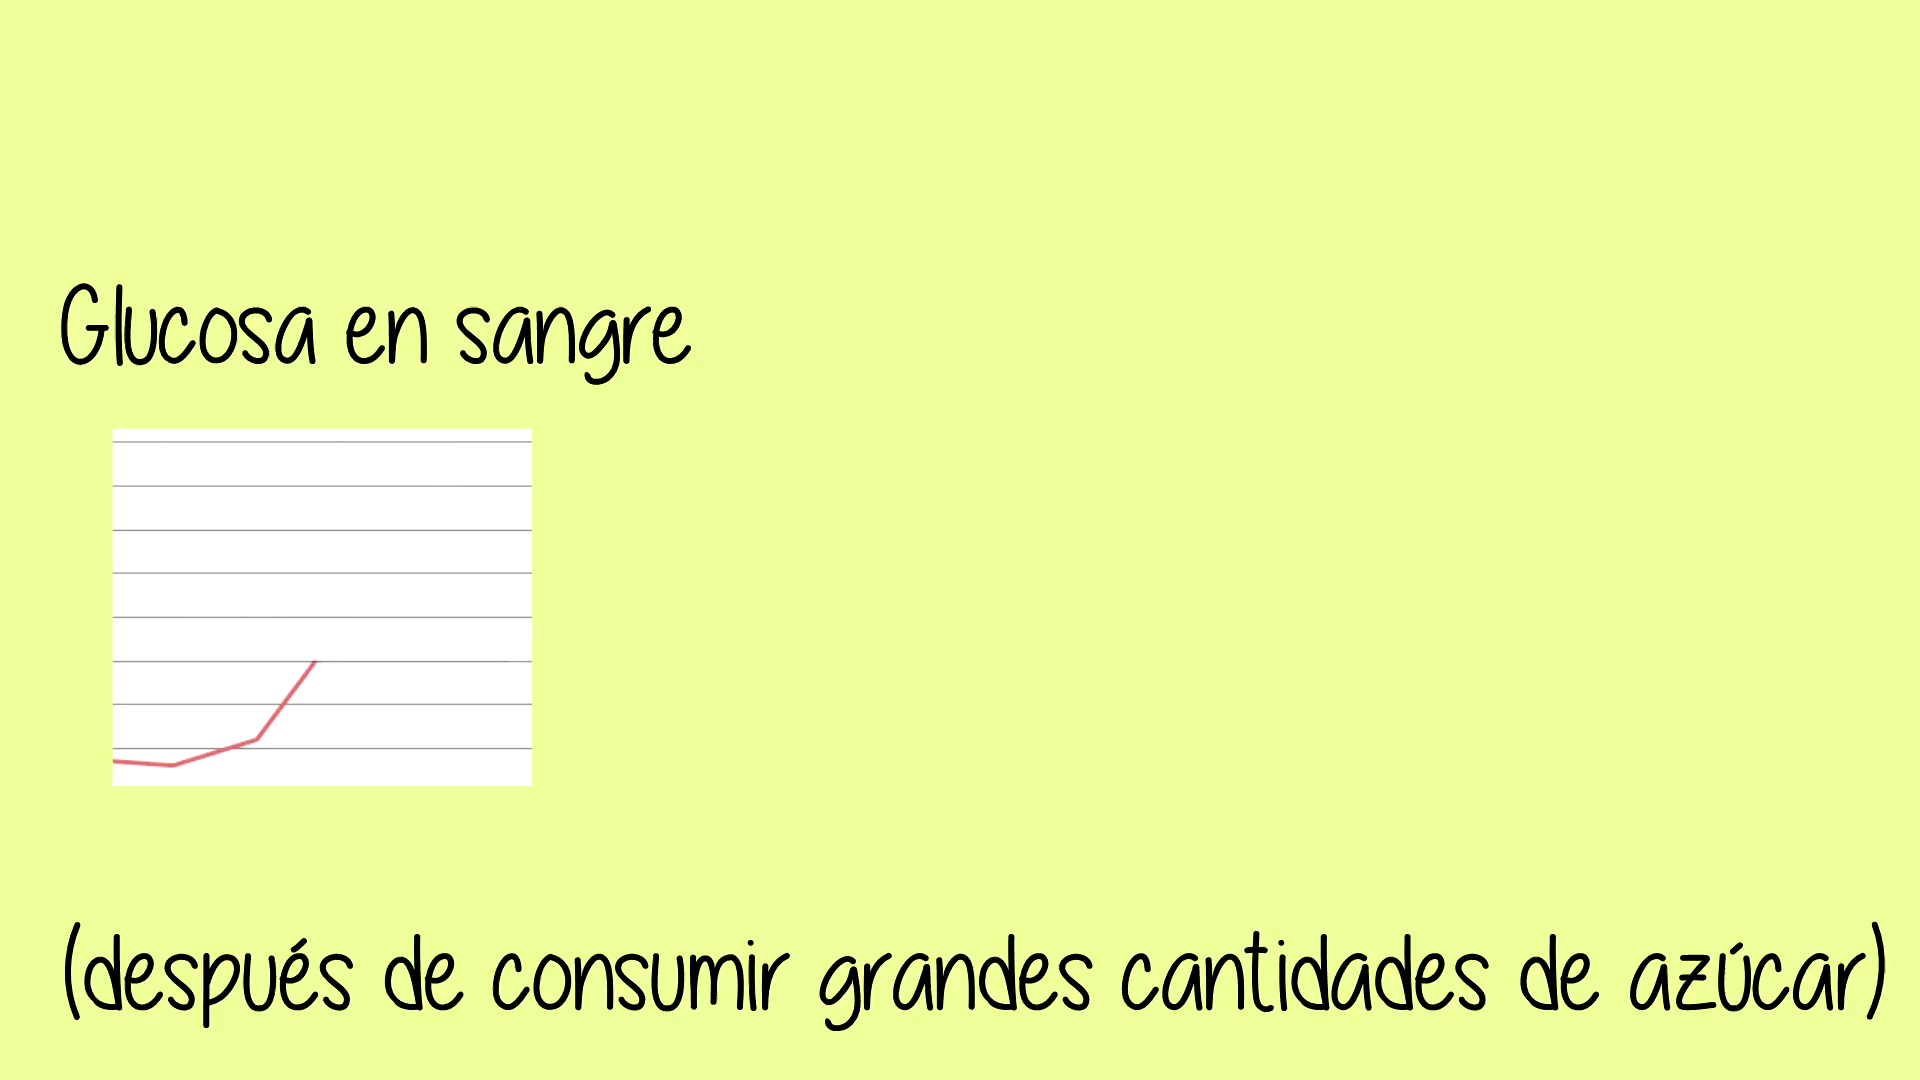 Glucosa en sangre
(después de consumir grandes cantidades de azúcar)